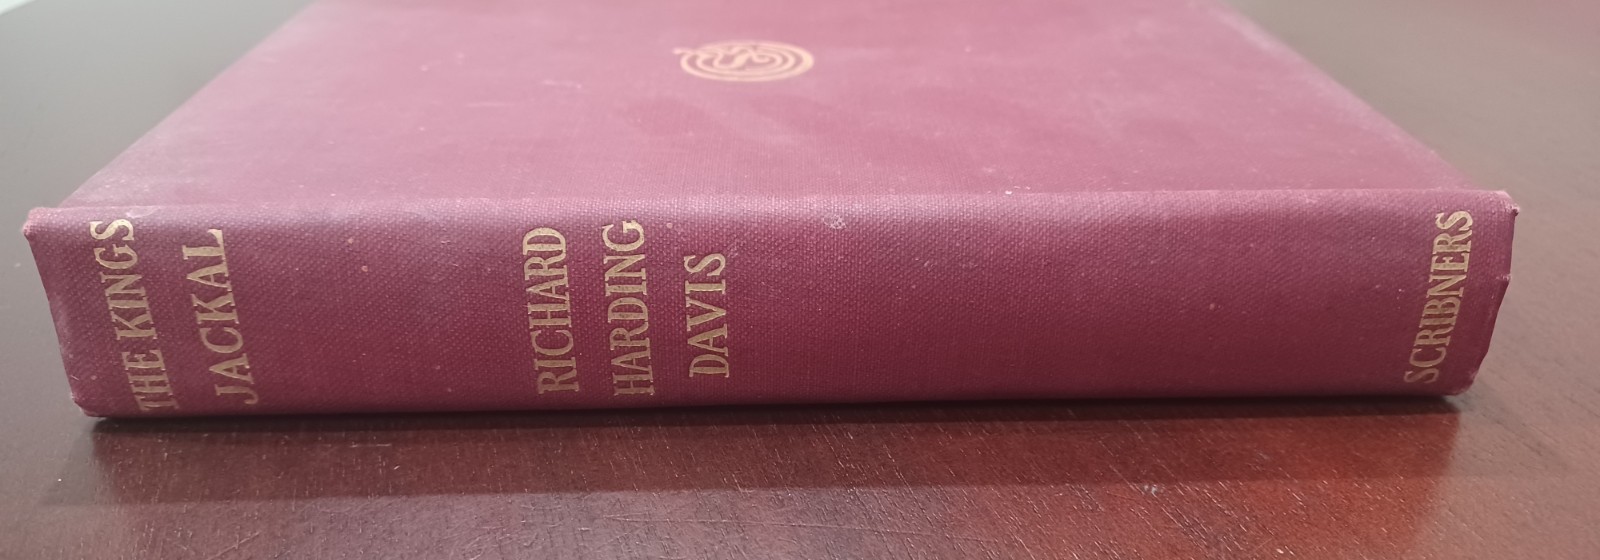 THE KINGS
JACKAL
RICHARD
HARDING
DAVIS
SCRIBNERS